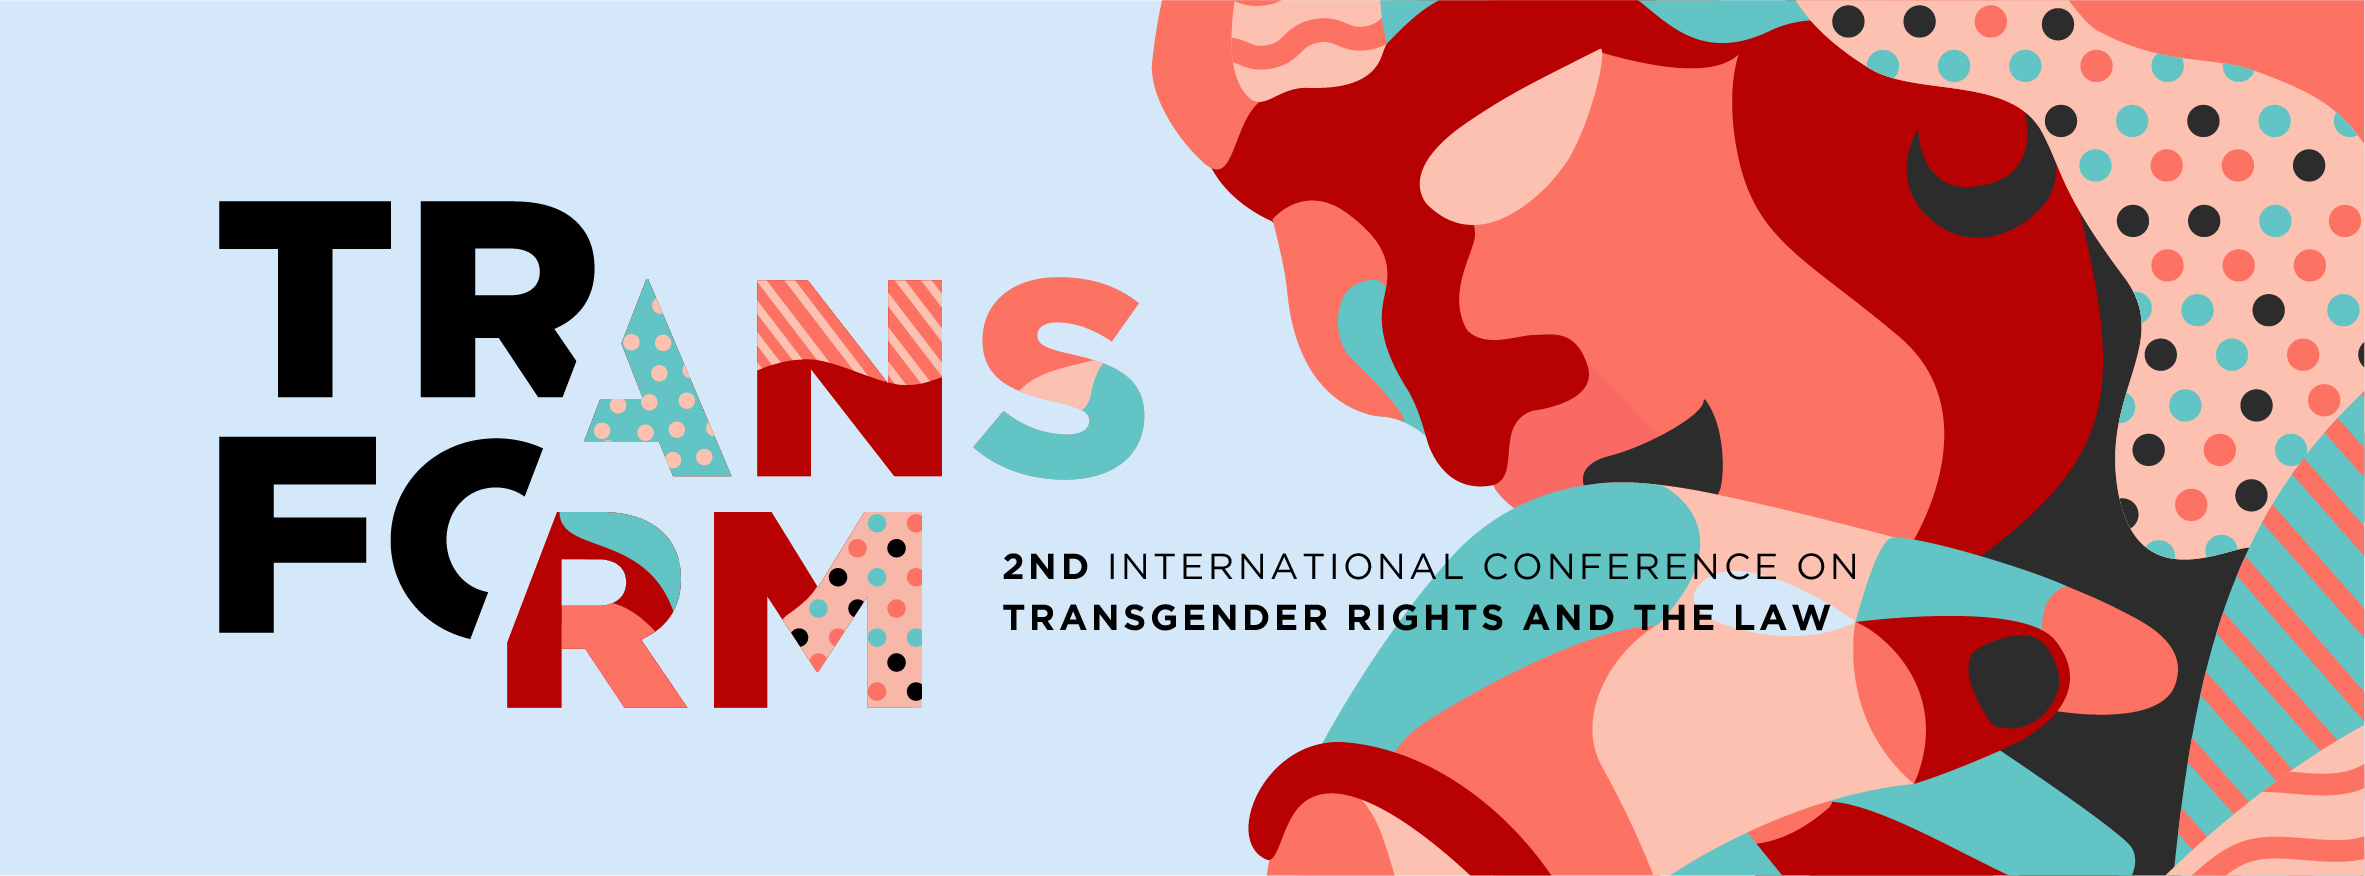 TRANS
FORM
2ND INTERNATIONAL CONFERENCE ON
TRANSGENDER RIGHTS AND THE LAW